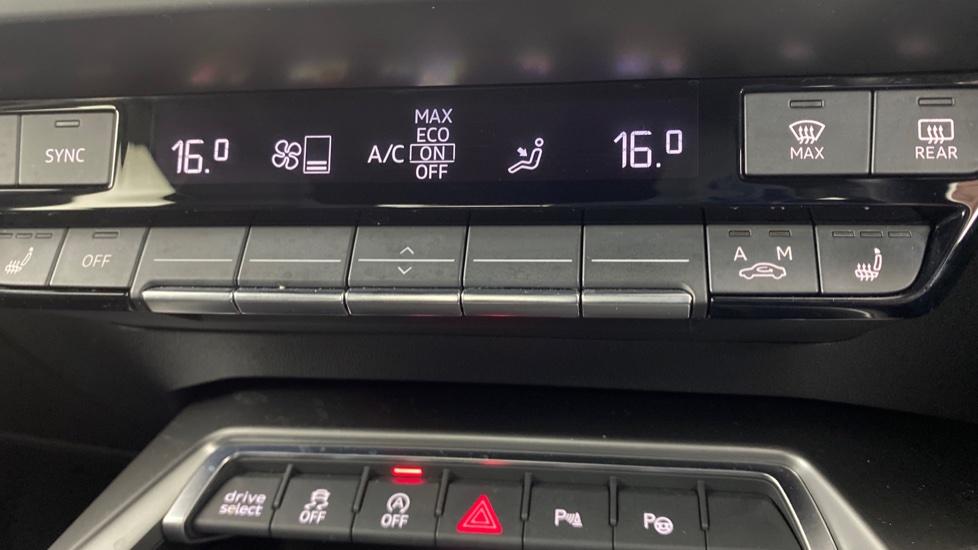 SYNC
16.0
A/C
MAX
ECO
ON
OFF
16.0
MAX
REAR
OFF
A M
drive
select
OFF
A
OFF
P
P